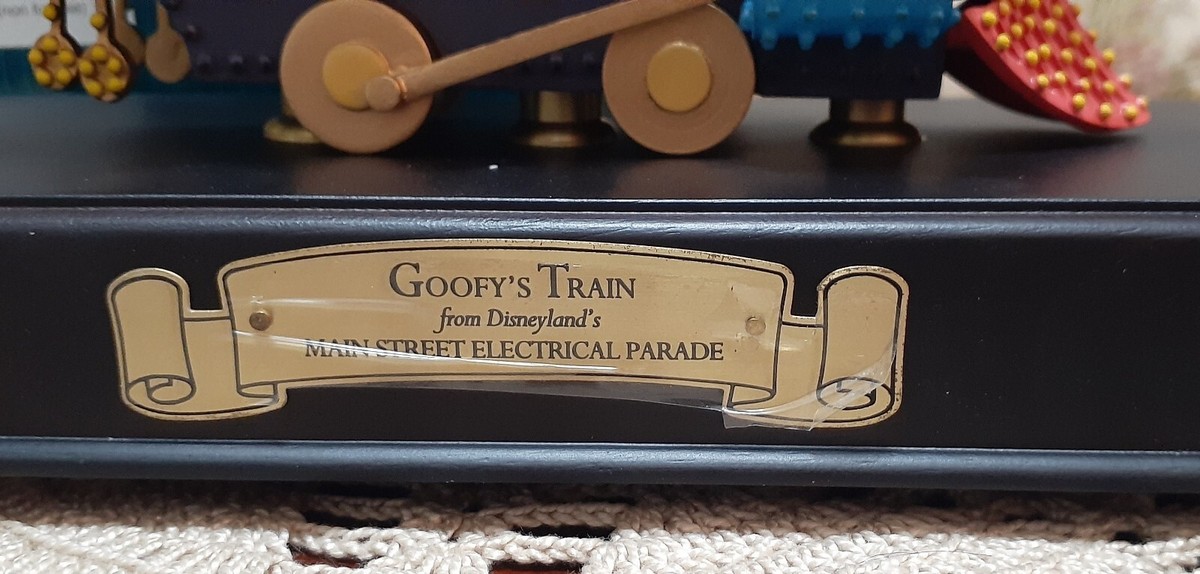 GOOFY'S TRAIN
from Disneyland's
MAIN STREET ELECTRICAL PARADE